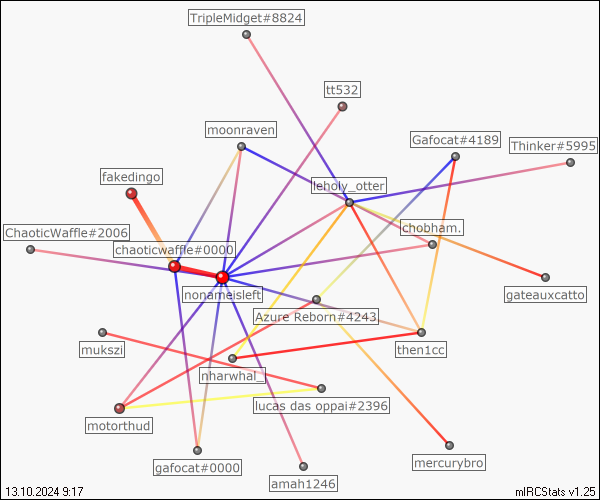 TripleMidget#8824
tt532
moonraven
Gafocat#4189
Thinker#5995
fakedingo
leholy_otter
ChaoticWaffle#2006
chaoticwaffle#0000
chobham.
nonameisleft
gateauxcatto
Azure Reborn#4243
mukszi
then1cc
nharwhal_
lucas das oppai#2396
motorthud
gafocat#0000
mercurybro
amah1246
13.10.2024 9:17
mIRCStats v1.25